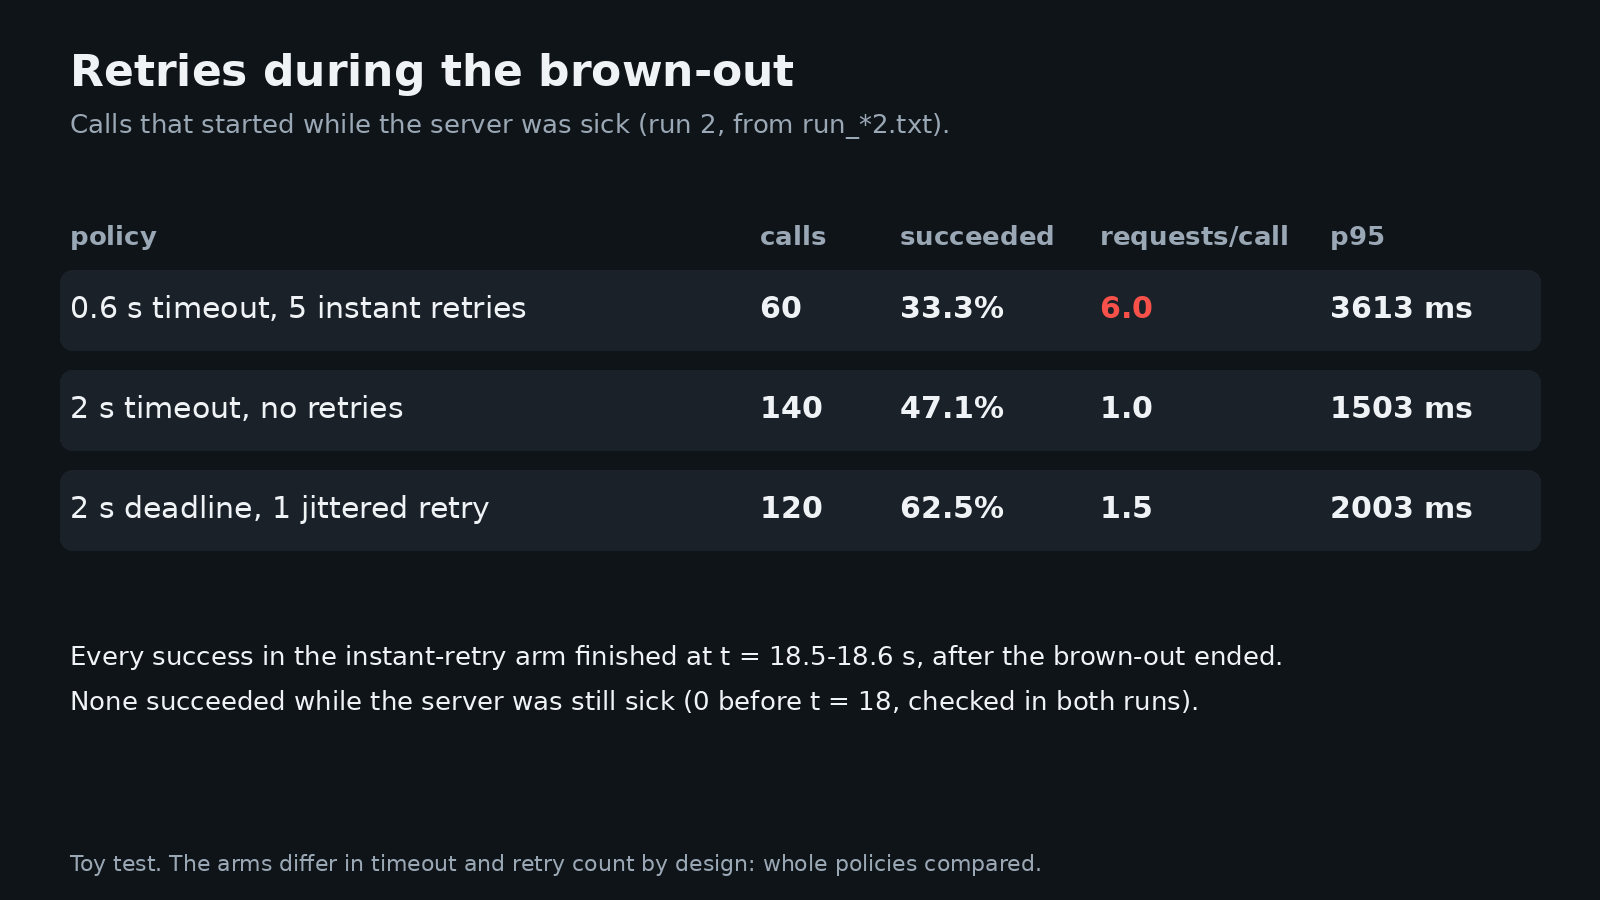 Retries during the brown-out
Calls that started while the server was sick (run 2, from run_*2.txt).
policy calls succeeded requests/call p95
0.6 s timeout, 5 instant retries 60 33.3% 6.0 3613 ms
2 s timeout, no retries 140 47.1% 1.0 1503 ms
2 s deadline, 1 jittered retry 120 62.5% 1.5 2003 ms
Every success in the instant-retry arm finished at t = 18.5-18.6 s, after the brown-out ended.
None succeeded while the server was still sick (0 before t = 18, checked in both runs).
Toy test. The arms differ in timeout and retry count by design: whole policies compared.